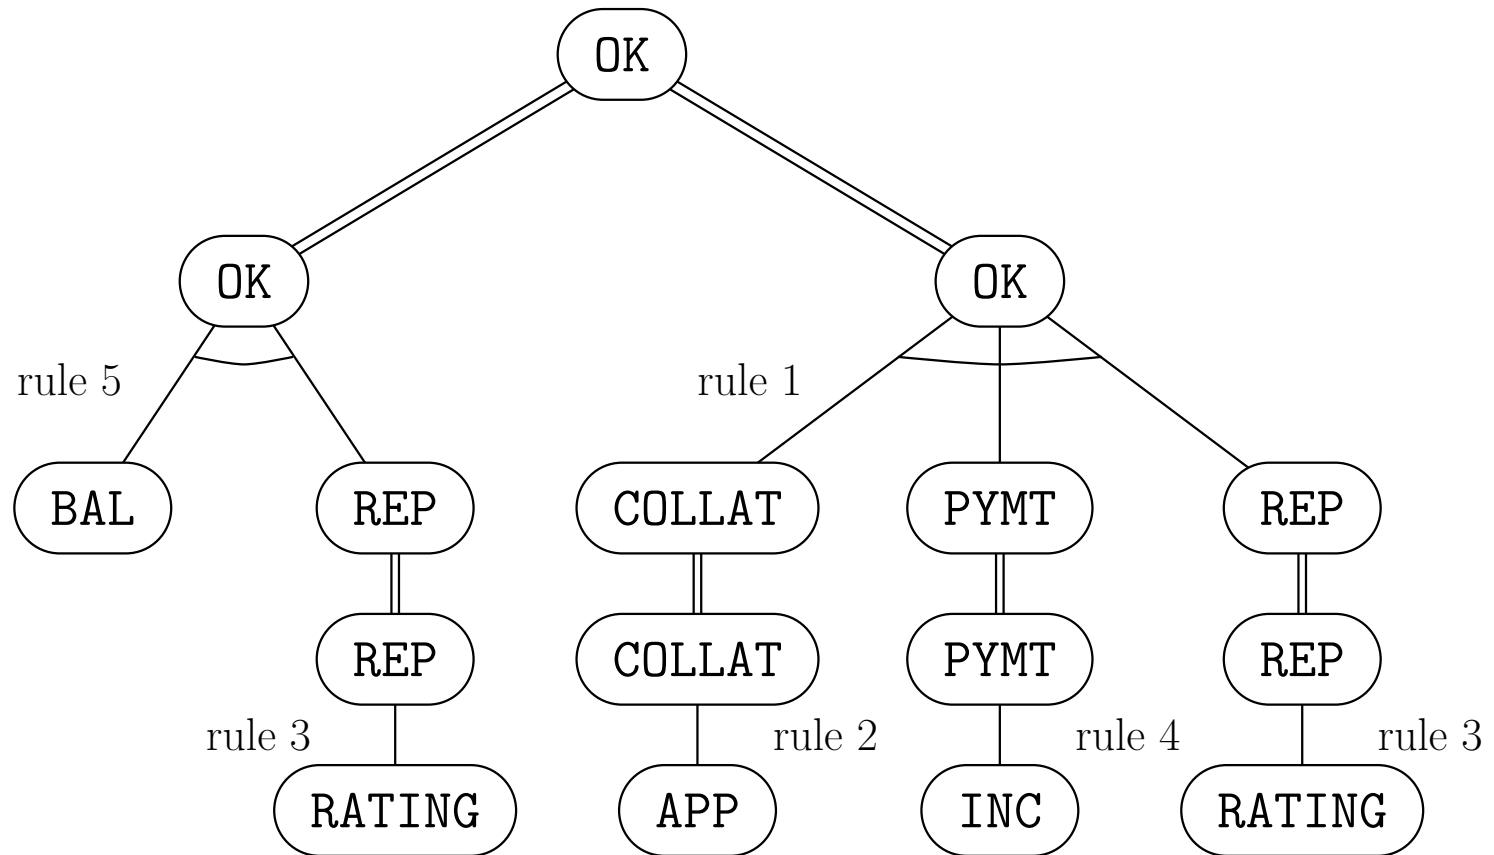 OK
OK
OK
rule 5
rule 1
BAL
REP
COLLAT
PYMT
REP
REP
COLLAT
PYMT
REP
rule 3
rule 2
rule 4
rule 3
RATING
APP
INC
RATING